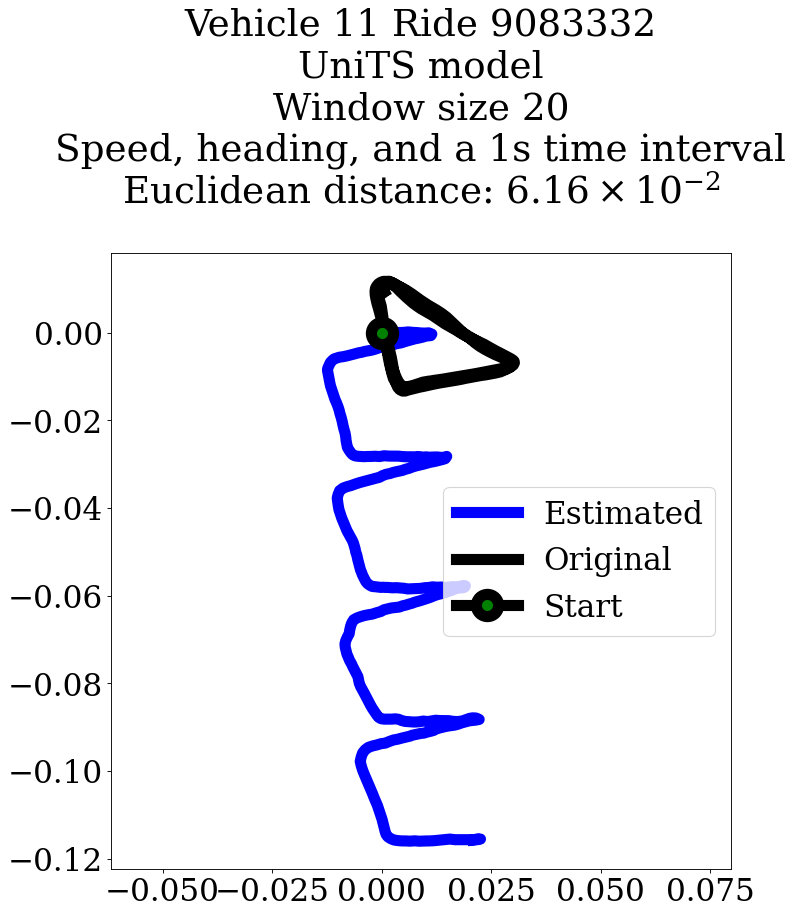 Vehicle 11 Ride 9083332
UniTS model
Window size 20
Speed, heading, and a 1s time interval
Euclidean distance: 6.16 × 10⁻²
0.00
−0.02
−0.04
−0.06
−0.08
−0.10
−0.12
Estimated
Original
Start
−0.050 −0.025 0.000 0.025 0.050 0.075